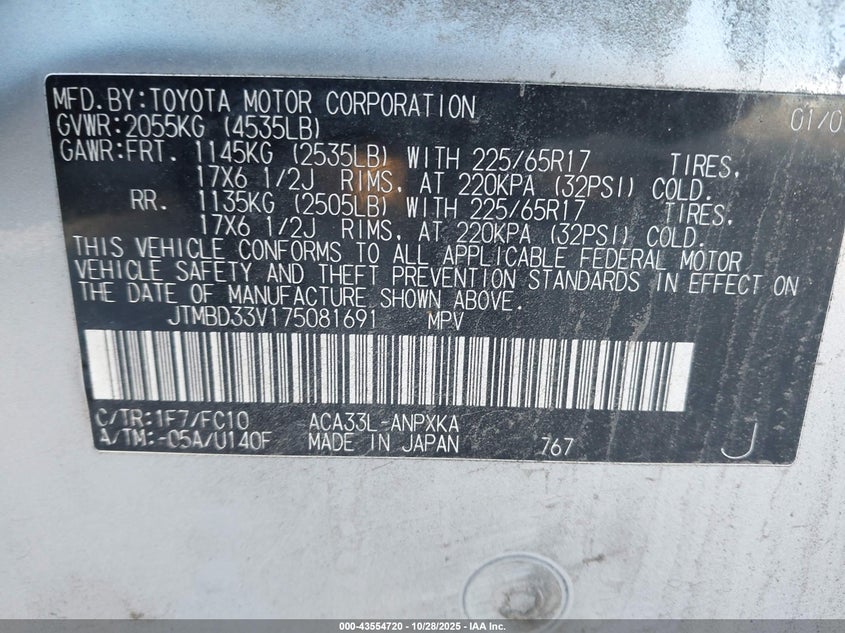 MFD.BY:TOYOTA MOTOR CORPORATION 01/0
GVWR:2055KG (4535LB)
GAWR:FRT. 1145KG (2535LB) WITH 225/65R17 TIRES,
17X6 1/2J RIMS, AT 220KPA (32PSI) COLD.
RR. 1135KG (2505LB) WITH 225/65R17 TIRES,
17X6 1/2J RIMS, AT 220KPA (32PSI) COLD.
THIS VEHICLE CONFORMS TO ALL APPLICABLE FEDERAL MOTOR
VEHICLE SAFETY AND THEFT PREVENTION STANDARDS IN EFFECT ON
THE DATE OF MANUFACTURE SHOWN ABOVE.
JTMBD33V175081691 MPV
C/TR:1F7/FC10 ACA33L-ANPXKA
A/TM:-05A/U140F MADE IN JAPAN 767 J
000-43554720 | 10/28/2025 | IAA Inc.